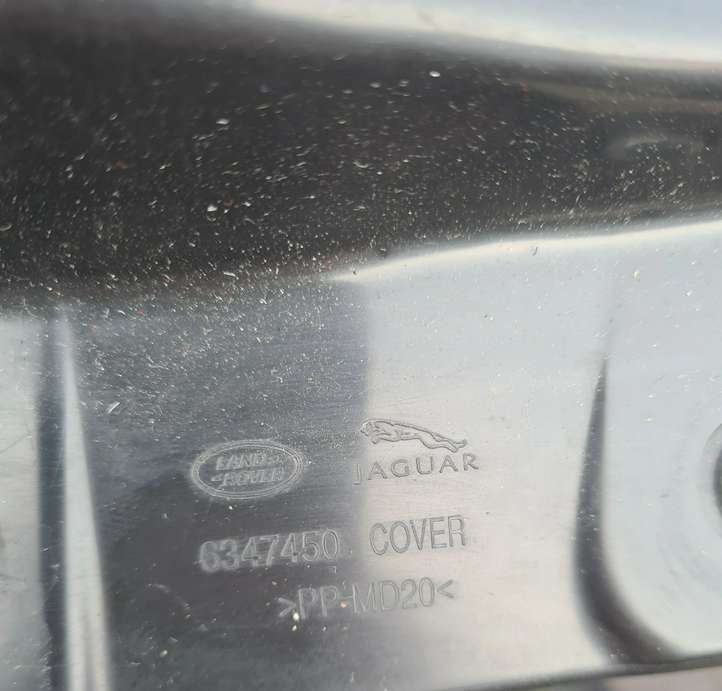 LAND ROVER
JAGUAR
6347450 COVER
>PP-MD20<